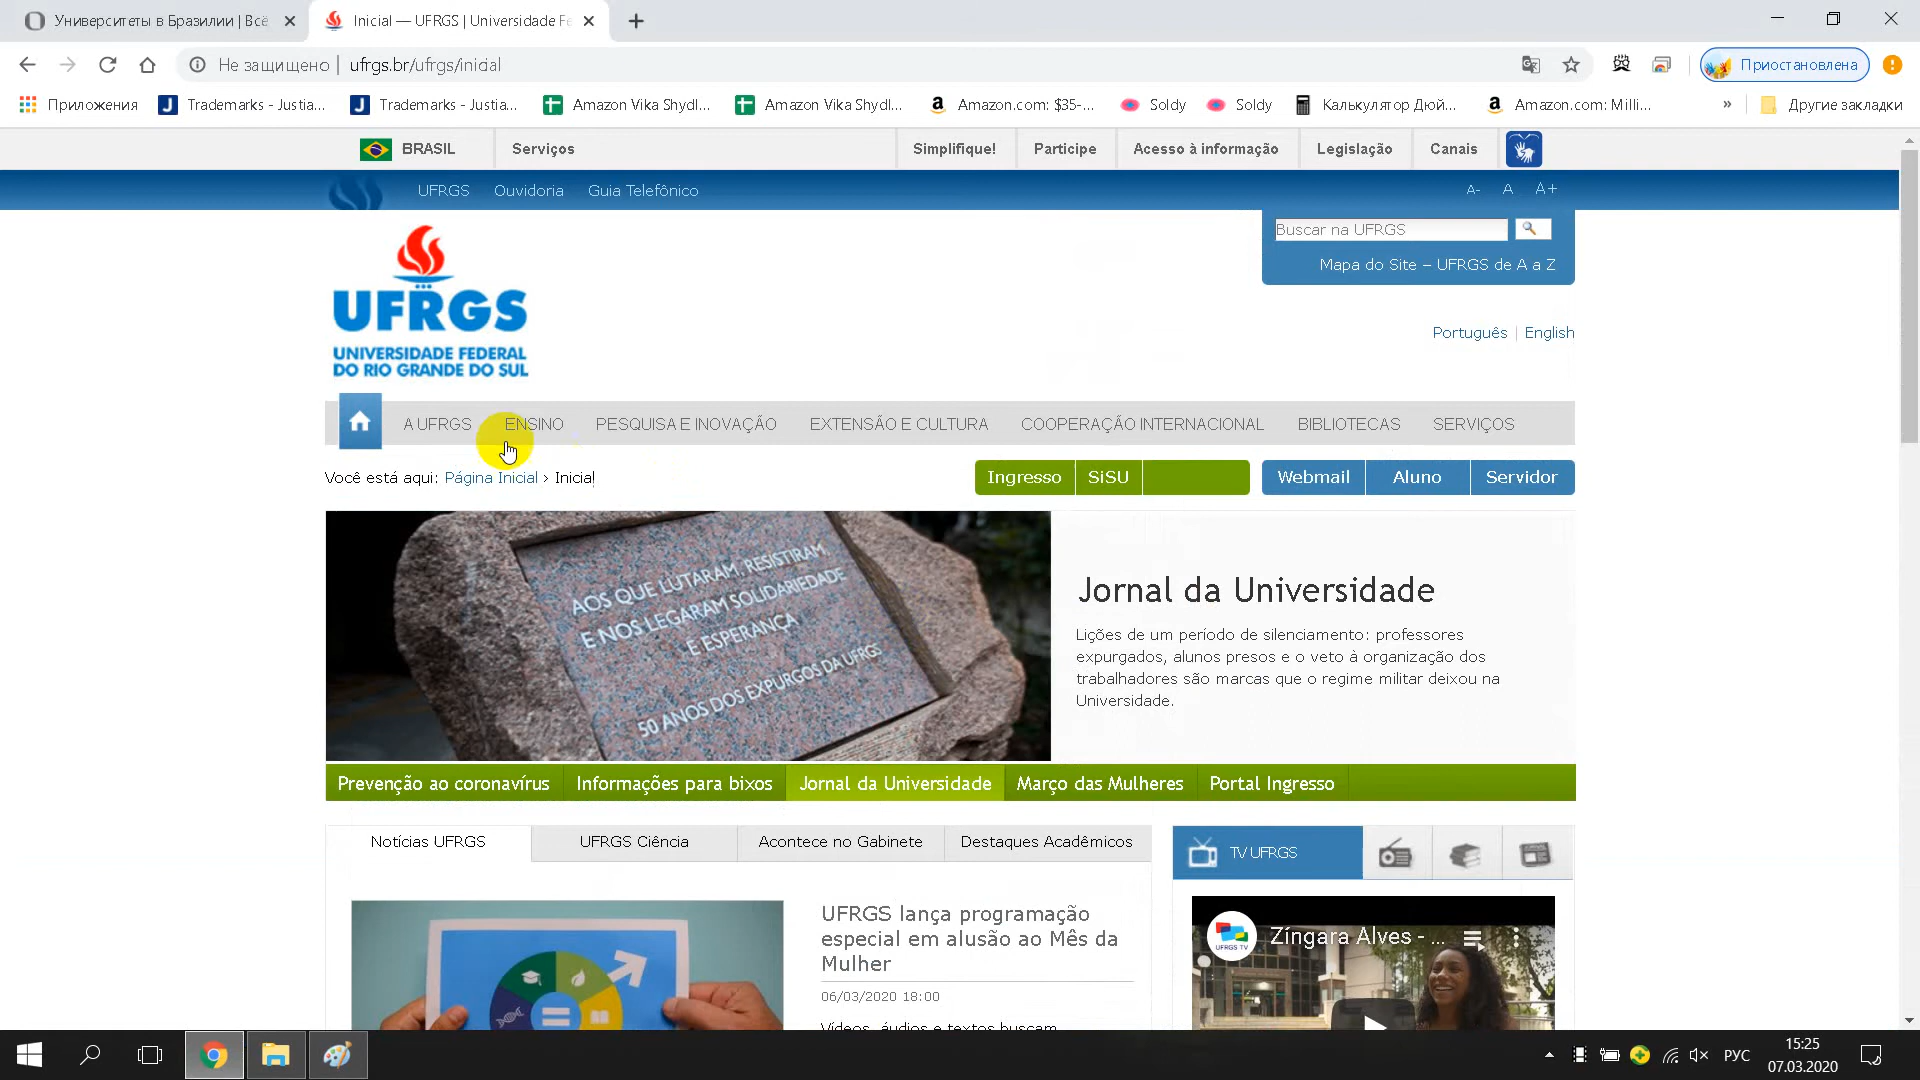 Университеты в Бразилии | Всё
Inicial — UFRGS | Universidade Fe
Не защищено
ufrgs.br/ufrgs/inicial
Приостановлена
Приложения
Trademarks - Justia...
Trademarks - Justia...
Amazon Vika Shydl...
Amazon Vika Shydl...
Amazon.com: $35-...
Soldy
Soldy
Калькулятор Дюй...
Amazon.com: Milli...
»
Другие закладки
BRASIL
Serviços
Simplifique!
Participe
Acesso à informação
Legislação
Canais
UFRGS
Ouvidoria
Guia Telefônico
A-
A
A+
Buscar na UFRGS
Mapa do Site – UFRGS de A a Z
UFRGS
UNIVERSIDADE FEDERAL
DO RIO GRANDE DO SUL
Português | English
A UFRGS
ENSINO
PESQUISA E INOVAÇÃO
EXTENSÃO E CULTURA
COOPERAÇÃO INTERNACIONAL
BIBLIOTECAS
SERVIÇOS
Você está aqui: Página Inicial › Inicial
Ingresso
SiSU
Webmail
Aluno
Servidor
AOS QUE LUTARAM, RESISTIRAM,
E NOS LEGARAM SOLIDARIEDADE
E ESPERANÇA
50 ANOS DOS EXPURGOS DA UFRGS
Jornal da Universidade
Lições de um período de silenciamento: professores
expurgados, alunos presos e o veto à organização dos
trabalhadores são marcas que o regime militar deixou na
Universidade.
Prevenção ao coronavírus
Informações para bixos
Jornal da Universidade
Março das Mulheres
Portal Ingresso
Notícias UFRGS
UFRGS Ciência
Acontece no Gabinete
Destaques Acadêmicos
TV UFRGS
UFRGS lança programação
especial em alusão ao Mês da
Mulher
06/03/2020 18:00
Vídeos, áudios e textos buscam
UFRGS TV
Zíngara Alves - ...
РУС
15:25
07.03.2020